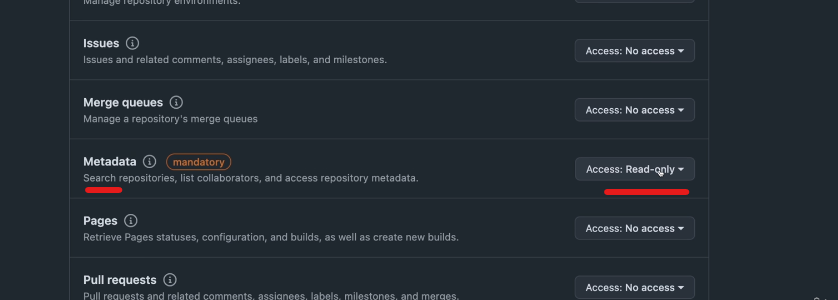 Manage repository environments.
Issues
Access: No access
Issues and related comments, assignees, labels, and milestones.
Merge queues
Access: No access
Manage a repository's merge queues
Metadata mandatory
Access: Read-only
Search repositories, list collaborators, and access repository metadata.
Pages
Access: No access
Retrieve Pages statuses, configuration, and builds, as well as create new builds.
Pull requests
Access: No access
Pull requests and related comments, assignees, labels, milestones, and merges.